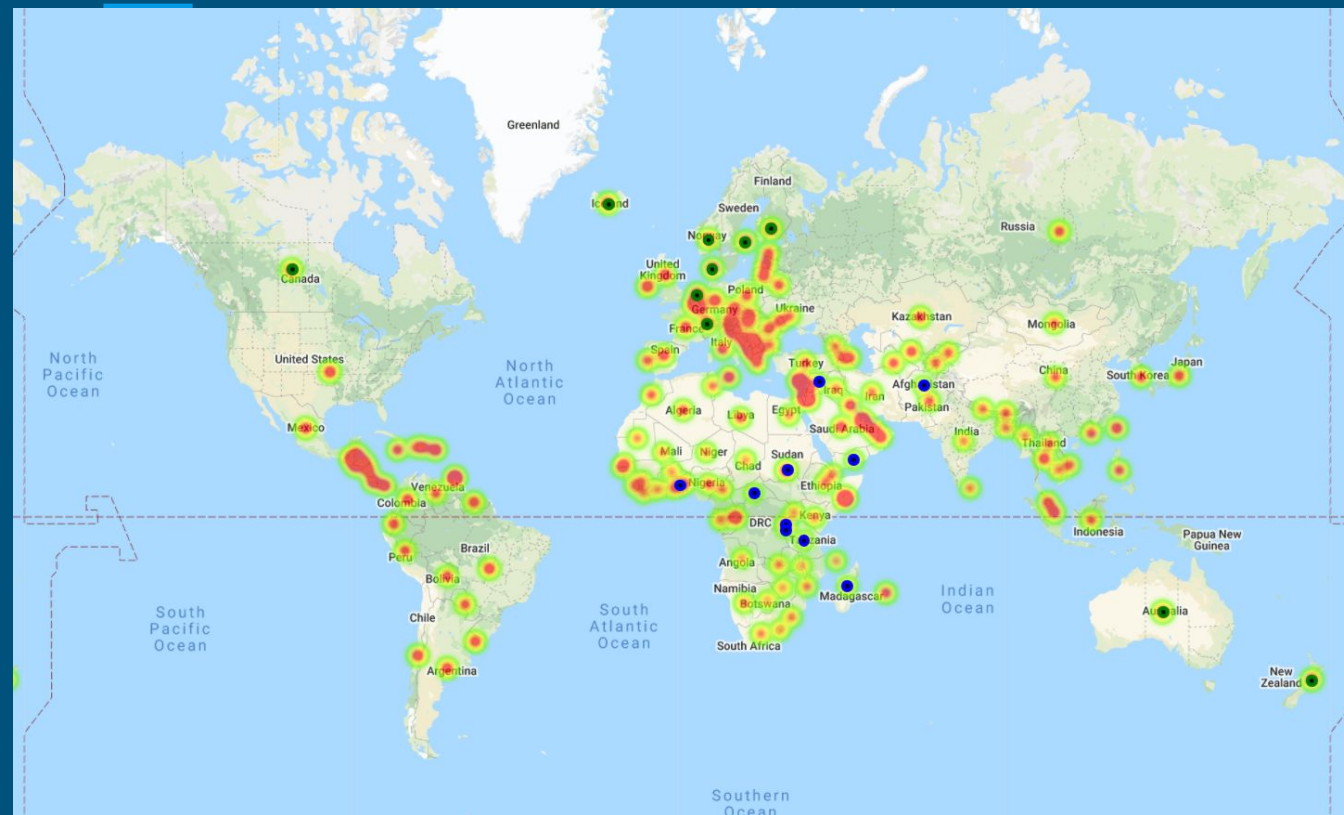 Greenland
Finland
Iceland
Sweden
Norway
Russia
Canada
United
Kingdom
Poland
Germany
Ukraine
Kazakhstan
Mongolia
France
Italy
North
Pacific
Ocean
United States
North
Atlantic
Ocean
Spain
Turkey
Japan
South Korea
China
Afghanistan
Iraq
Iran
Pakistan
Algeria
Libya
Egypt
Saudi Arabia
Mexico
India
Thailand
Mali
Niger
Chad
Sudan
Venezuela
Nigeria
Ethiopia
Colombia
DRC
Kenya
Indonesia
Papua New
Guinea
Tanzania
Brazil
Peru
Angola
Bolivia
Namibia
Botswana
Madagascar
Indian
Ocean
Australia
South
Pacific
Ocean
Chile
South
Atlantic
Ocean
South Africa
Argentina
New
Zealand
Southern
Ocean